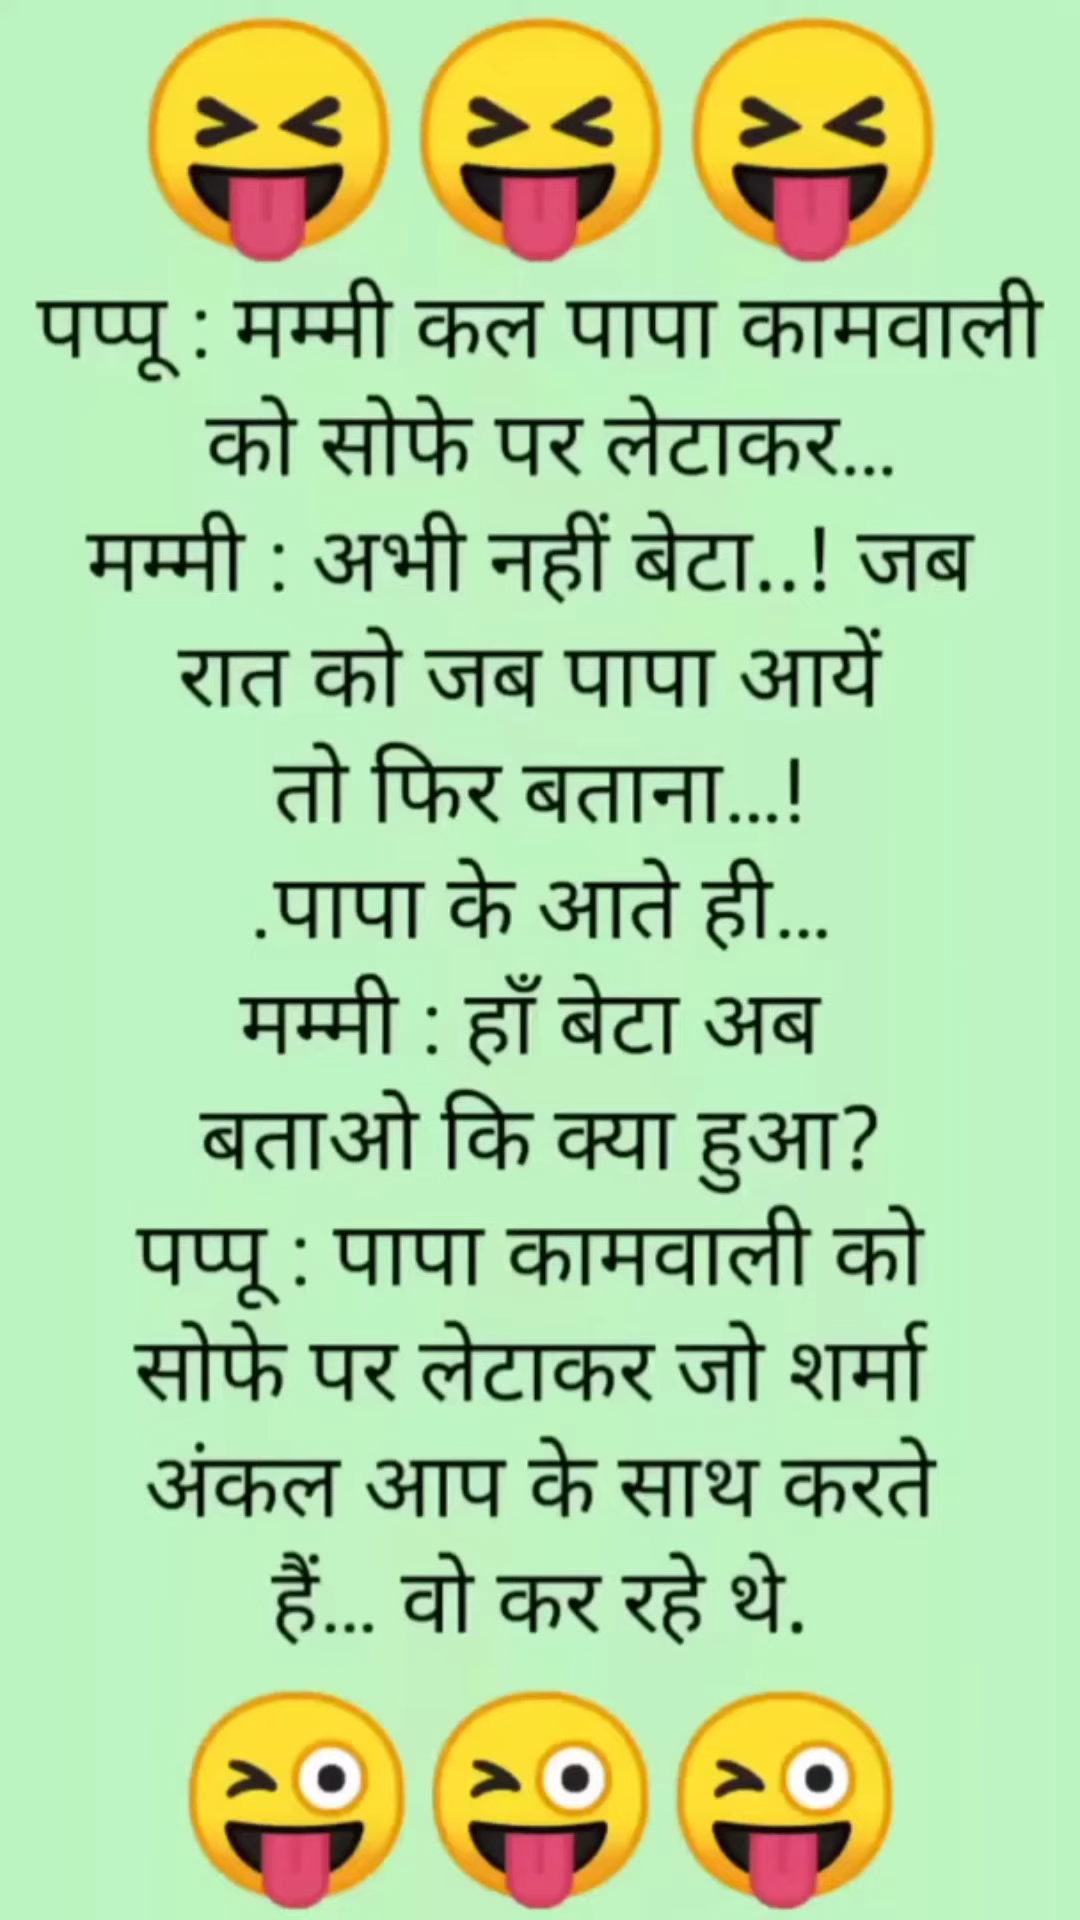 पप्पू : मम्मी कल पापा कामवाली
को सोफे पर लेटाकर...
मम्मी : अभी नहीं बेटा..! जब
रात को जब पापा आयें
तो फिर बताना...!
.पापा के आते ही...
मम्मी : हाँ बेटा अब
बताओ कि क्या हुआ?
पप्पू : पापा कामवाली को
सोफे पर लेटाकर जो शर्मा
अंकल आप के साथ करते
हैं... वो कर रहे थे.